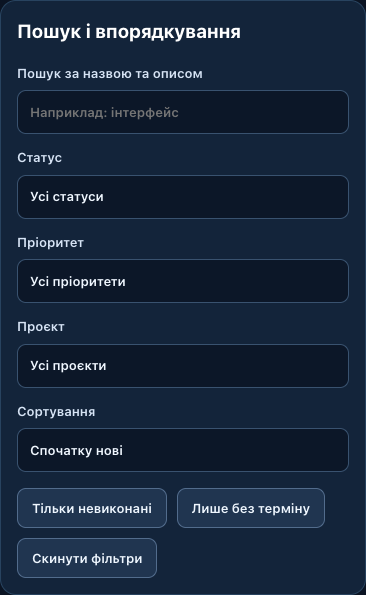 Пошук і впорядкування
Пошук за назвою та описом
Наприклад: інтерфейс
Статус
Усі статуси
Пріоритет
Усі пріоритети
Проєкт
Усі проєкти
Сортування
Спочатку нові
Тільки невиконані
Лише без терміну
Скинути фільтри